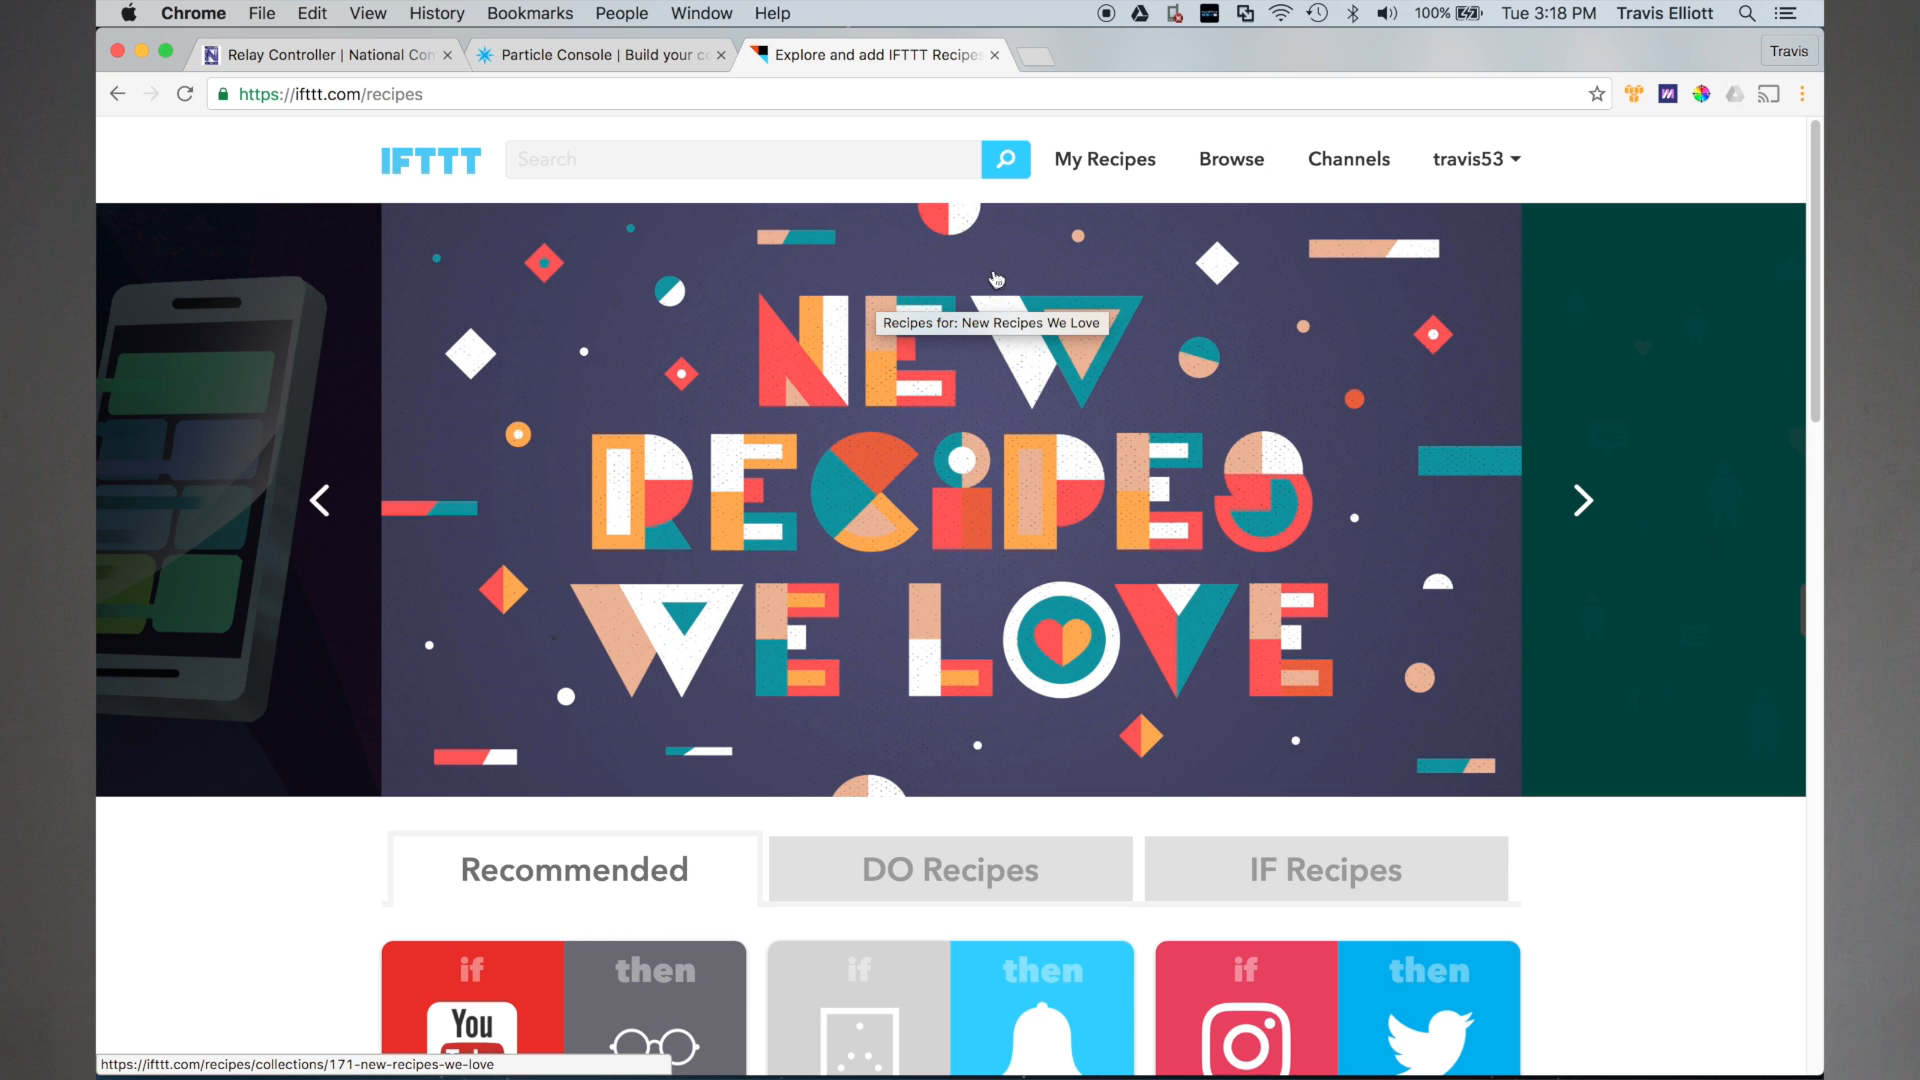 Chrome File Edit View History Bookmarks People Window Help 100% Tue 3:18 PM Travis Elliott
Relay Controller | National Con
Particle Console | Build your c
Explore and add IFTTT Recipes
Travis
https://ifttt.com/recipes
IFTTT Search My Recipes Browse Channels travis53
NEW
Recipes for: New Recipes We Love
RECiPES
WE LOVE
Recommended DO Recipes IF Recipes
if then if then if then
You
https://ifttt.com/recipes/collections/171-new-recipes-we-love